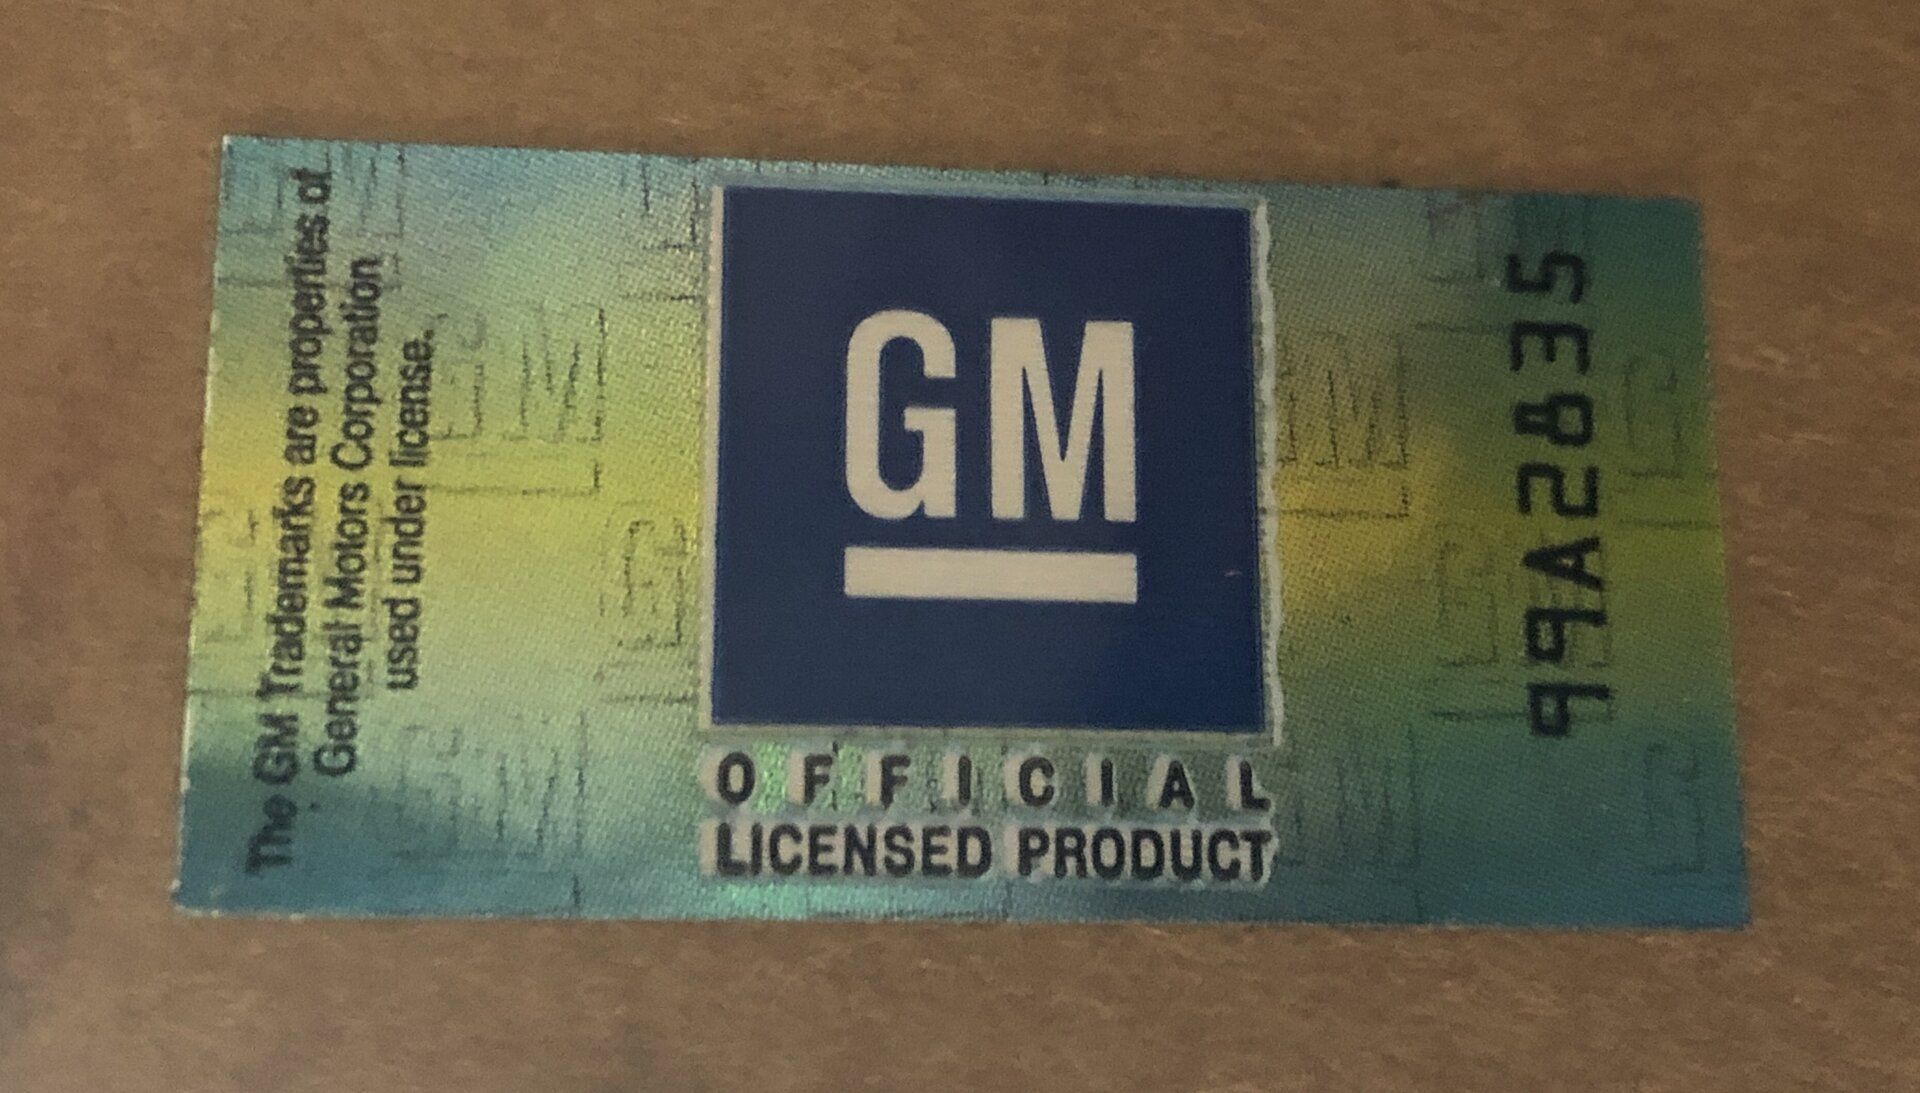 The GM Trademarks are properties of
General Motors Corporation
used under license.
GM
OFFICIAL
LICENSED PRODUCT
99A2835